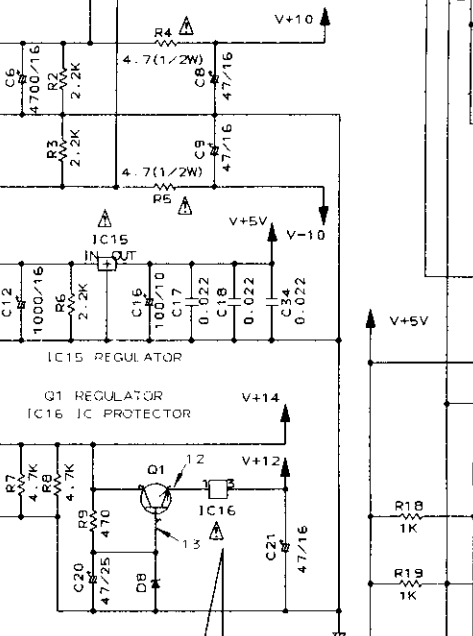 R4
V+10
4.7(1/2W)
C6
4700/16
R2
2.2K
C8
47/16
R3
2.2K
C9
47/16
4.7(1/2W)
R5
V+5V
V-10
IC15
IN OUT
C12
1000/16
R6
2.2K
C16
100/10
C17
0.022
C18
0.022
C34
0.022
IC15 REGULATOR
V+5V
Q1 REGULATOR
IC16 IC PROTECTOR
V+14
R7
4.7K
R8
4.7K
Q1
12
V+12
1 3
IC16
R9
470
13
C21
47/16
C20
47/25
D8
R18
1K
R19
1K